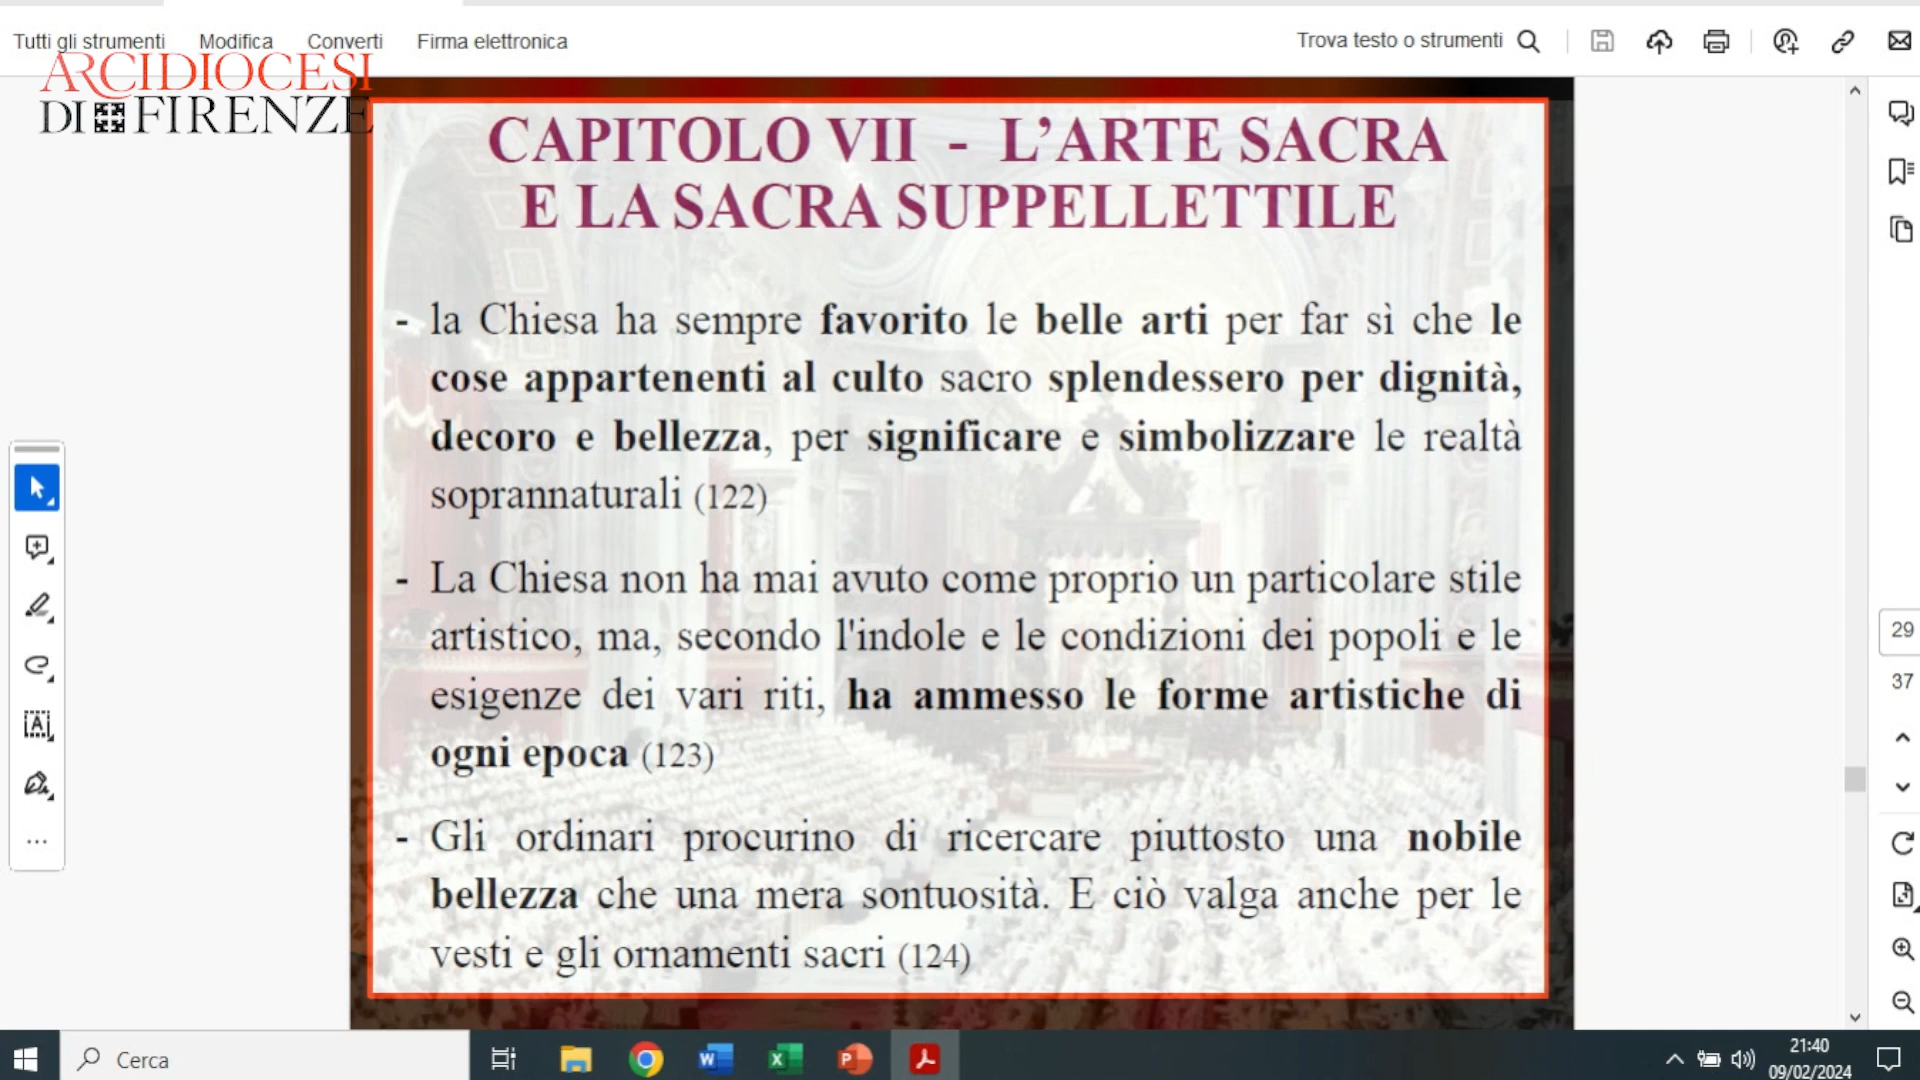 Tutti gli strumenti Modifica Converti Firma elettronica Trova testo o strumenti
ARCIDIOCESI
DI FIRENZE
CAPITOLO VII - L’ARTE SACRA
E LA SACRA SUPPELLETTILE
- la Chiesa ha sempre favorito le belle arti per far sì che le
cose appartenenti al culto sacro splendessero per dignità,
decoro e bellezza, per significare e simbolizzare le realtà
soprannaturali (122)
- La Chiesa non ha mai avuto come proprio un particolare stile
artistico, ma, secondo l'indole e le condizioni dei popoli e le
esigenze dei vari riti, ha ammesso le forme artistiche di
ogni epoca (123)
- Gli ordinari procurino di ricercare piuttosto una nobile
bellezza che una mera sontuosità. E ciò valga anche per le
vesti e gli ornamenti sacri (124)
29
37
Cerca
21:40
09/02/2024